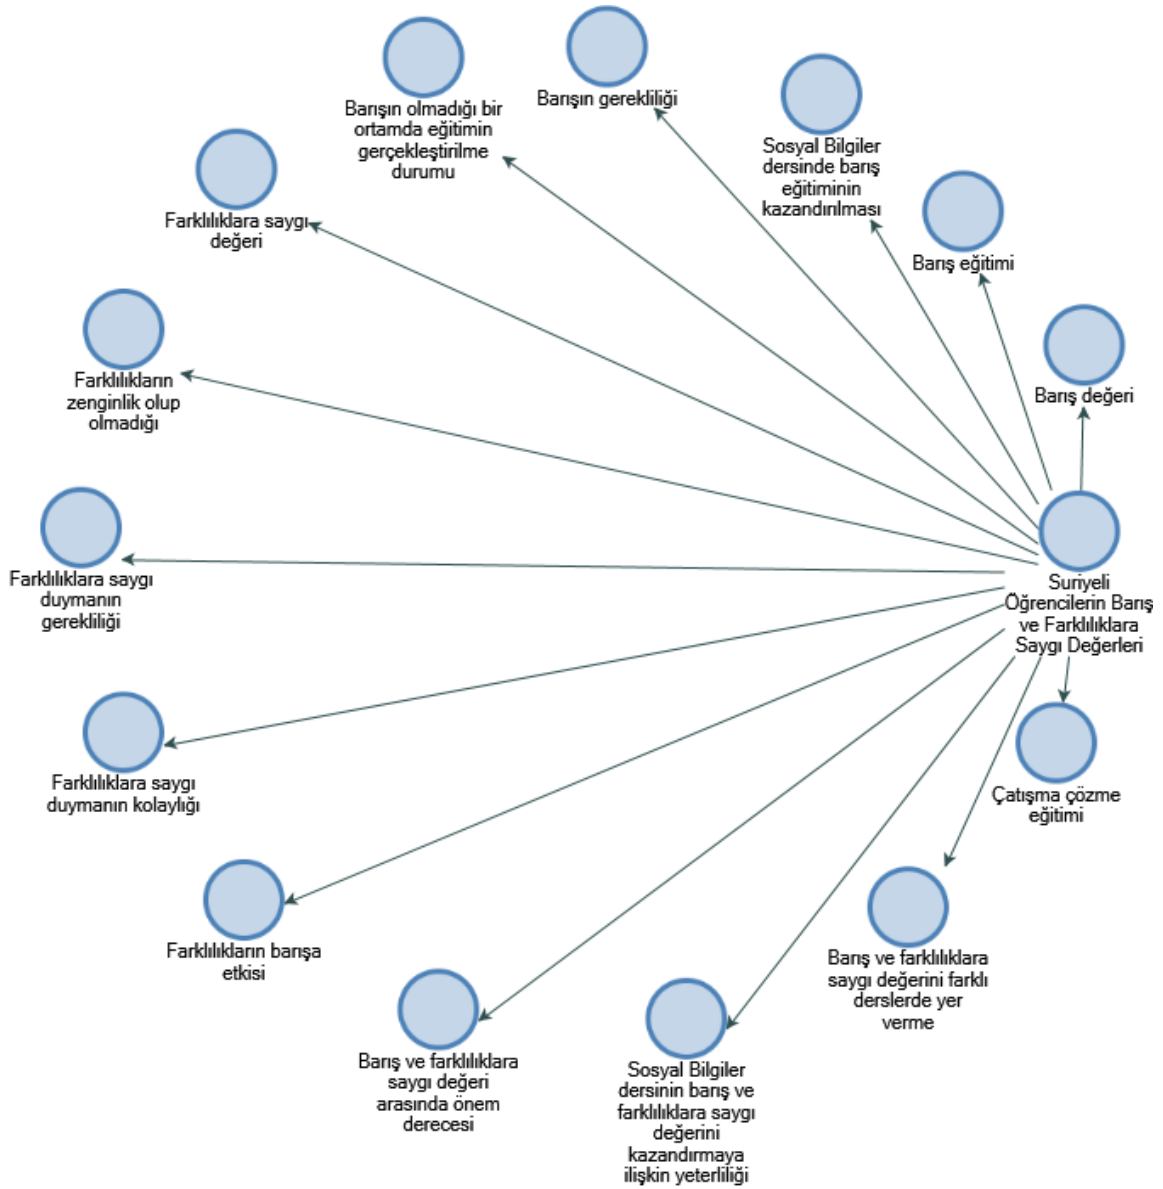 Barışın gerekliliği
Barışın olmadığı bir
ortamda eğitimin
gerçekleştirilme
durumu
Sosyal Bilgiler
dersinde barış
eğitiminin
kazandırılması
Farklılıklara saygı
değeri
Barış eğitimi
Farklılıkların
zenginlik olup
olmadığı
Barış değeri
Farklılıklara saygı
duymanın
gerekliliği
Suriyeli
Öğrencilerin Barış
ve Farklılıklara
Saygı Değerleri
Farklılıklara saygı
duymanın kolaylığı
Çatışma çözme
eğitimi
Farklılıkların barışa
etkisi
Barış ve farklılıklara
saygı değerini farklı
derslerde yer
verme
Barış ve farklılıklara
saygı değeri
arasında önem
derecesi
Sosyal Bilgiler
dersinin barış ve
farklılıklara saygı
değerini
kazandırmaya
ilişkin yeterliliği